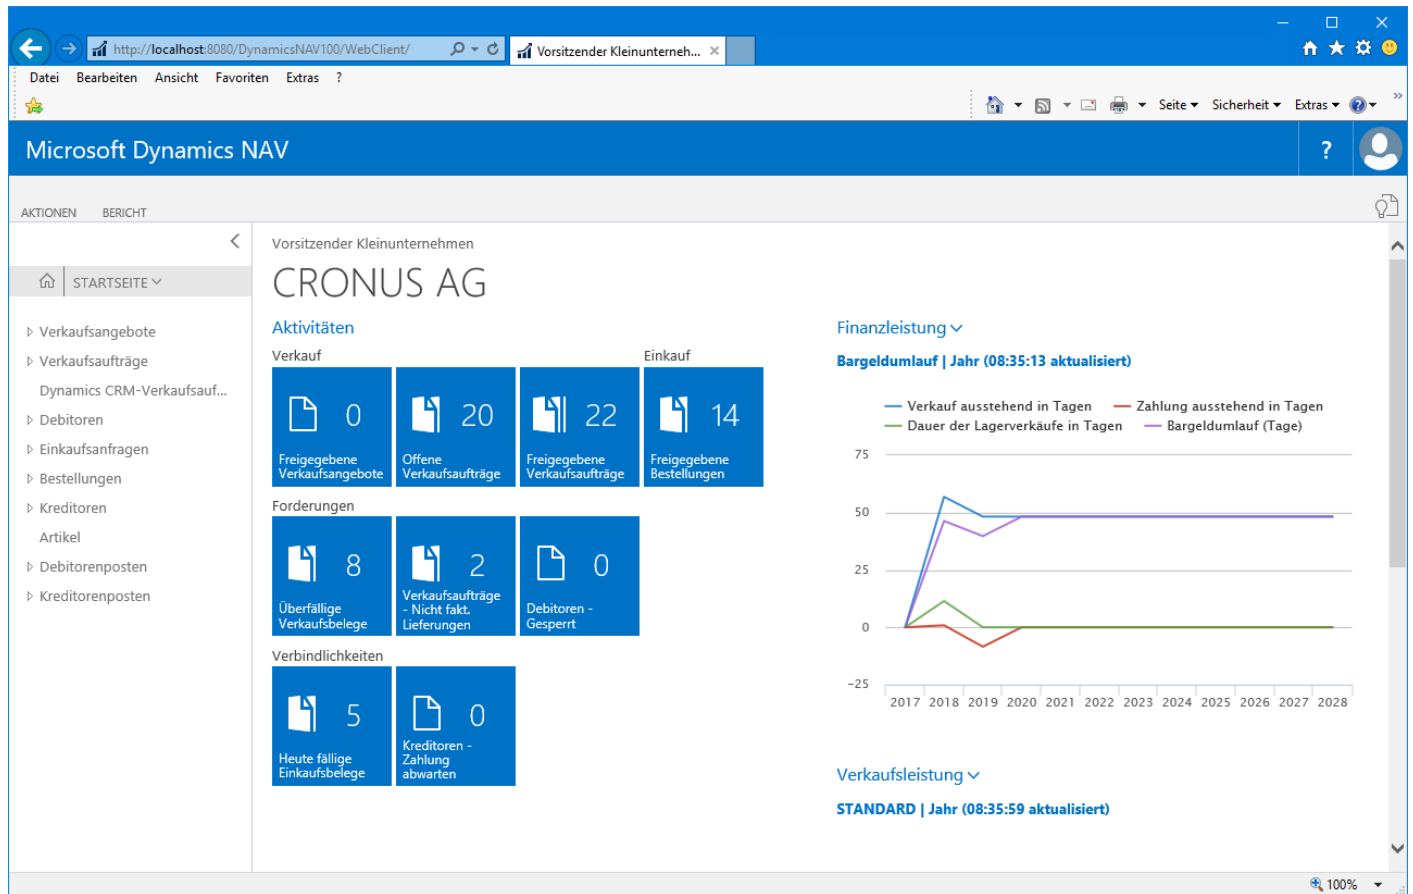 http://localhost:8080/DynamicsNAV100/WebClient/
Vorsitzender Kleinunterneh...
Datei Bearbeiten Ansicht Favoriten Extras ?
Seite Sicherheit Extras
Microsoft Dynamics NAV
?
AKTIONEN BERICHT
STARTSEITE
Verkaufsangebote
Verkaufsaufträge
Dynamics CRM-Verkaufsauf...
Debitoren
Einkaufsanfragen
Bestellungen
Kreditoren
Artikel
Debitorenposten
Kreditorenposten
Vorsitzender Kleinunternehmen
CRONUS AG
Aktivitäten
Verkauf
Einkauf
0
Freigegebene
Verkaufsangebote
20
Offene
Verkaufsaufträge
22
Freigegebene
Verkaufsaufträge
14
Freigegebene
Bestellungen
Forderungen
8
Überfällige
Verkaufsbelege
2
Verkaufsaufträge
- Nicht fakt.
Lieferungen
0
Debitoren -
Gesperrt
Verbindlichkeiten
5
Heute fällige
Einkaufsbelege
0
Kreditoren -
Zahlung
abwarten
Finanzleistung
Bargeldumlauf | Jahr (08:35:13 aktualisiert)
Verkauf ausstehend in Tagen Zahlung ausstehend in Tagen
Dauer der Lagerverkäufe in Tagen Bargeldumlauf (Tage)
75
50
25
0
-25
2017 2018 2019 2020 2021 2022 2023 2024 2025 2026 2027 2028
Verkaufsleistung
STANDARD | Jahr (08:35:59 aktualisiert)
100%